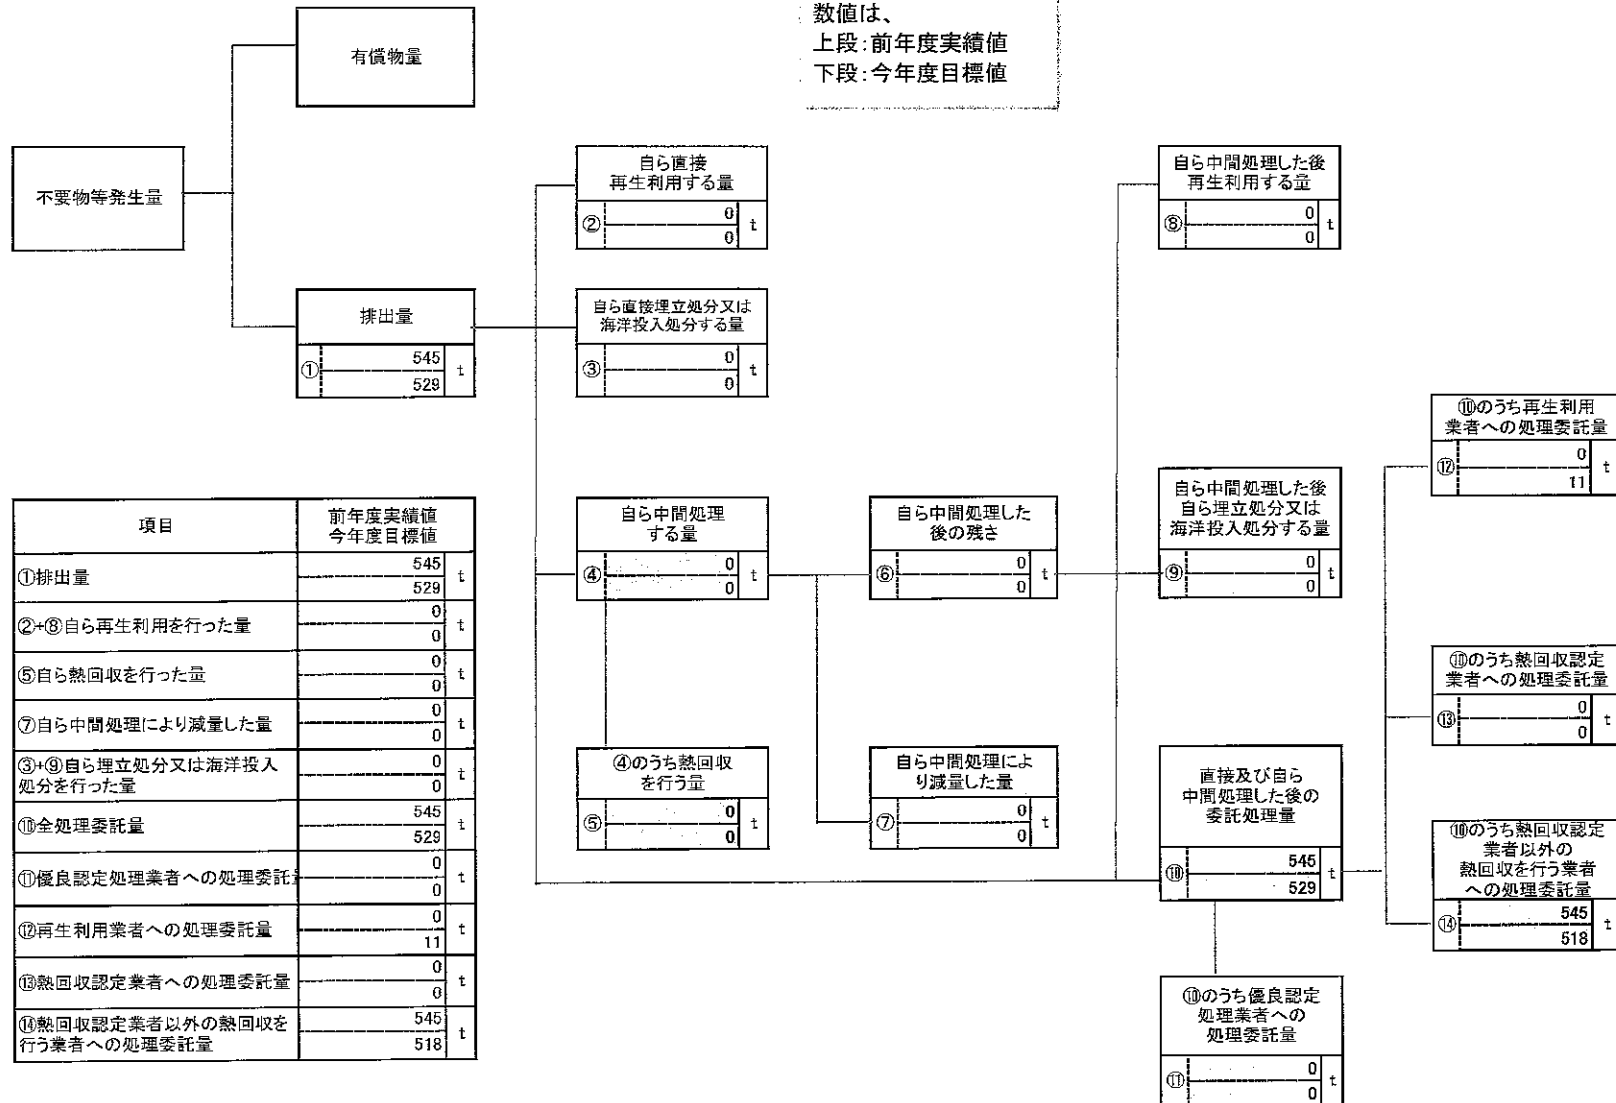 数値は、
上段:前年度実績値
下段:今年度目標値
有償物量
不要物等発生量
排出量
①
545
529
t
自ら直接
再生利用する量
②
0
0
t
自ら直接埋立処分又は
海洋投入処分する量
③
0
0
t
自ら中間処理
する量
④
0
0
t
④のうち熱回収
を行う量
⑤
0
0
t
自ら中間処理した
後の残さ
⑥
0
0
t
自ら中間処理によ
り減量した量
⑦
0
0
t
自ら中間処理した後
再生利用する量
⑧
0
0
t
自ら中間処理した後
自ら埋立処分又は
海洋投入処分する量
⑨
0
0
t
直接及び自ら
中間処理した後の
委託処理量
⑩
545
529
t
⑩のうち優良認定
処理業者への
処理委託量
⑪
0
0
t
⑩のうち再生利用
業者への処理委託量
⑫
0
11
t
⑩のうち熱回収認定
業者への処理委託量
⑬
0
0
t
⑩のうち熱回収認定
業者以外の
熱回収を行う業者
への処理委託量
⑭
545
518
t
項目
前年度実績値
今年度目標値
①排出量
545
529
t
②+⑧自ら再生利用を行った量
0
0
t
⑤自ら熱回収を行った量
0
0
t
⑦自ら中間処理により減量した量
0
0
t
③+⑨自ら埋立処分又は海洋投入
処分を行った量
0
0
t
⑩全処理委託量
545
529
t
⑪優良認定処理業者への処理委託
0
0
t
⑫再生利用業者への処理委託量
0
11
t
⑬熱回収認定業者への処理委託量
0
0
t
⑭熱回収認定業者以外の熱回収を
行う業者への処理委託量
545
518
t